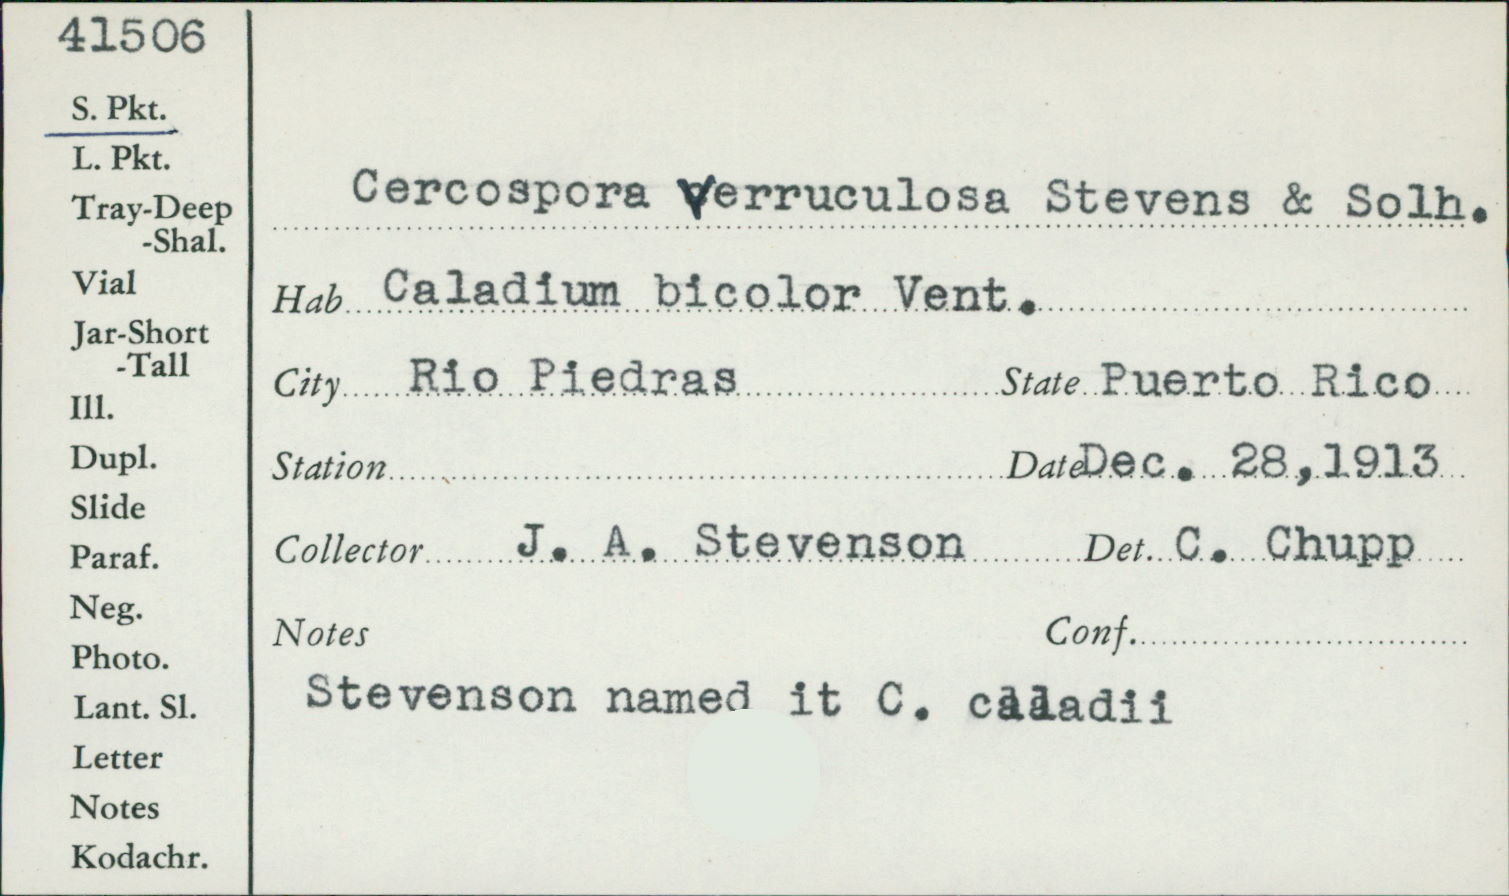 41506
S. Pkt.
L. Pkt.
Tray-Deep
-Shal.
Vial
Jar-Short
-Tall
Ill.
Dupl.
Slide
Paraf.
Neg.
Photo.
Lant. Sl.
Letter
Notes
Kodachr.
Cercospora verruculosa Stevens & Solh.
Hab Caladium bicolor Vent.
City Rio Piedras State Puerto Rico
Station Date Dec. 28,1913
Collector J. A. Stevenson Det. C. Chupp
Notes Conf.
Stevenson named it C. caladii